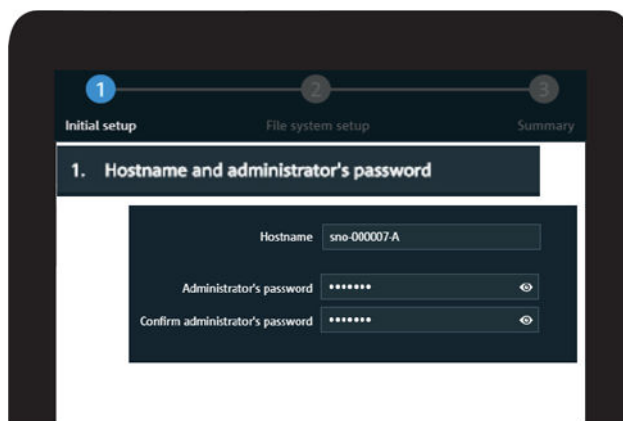 1 2 3
Initial setup File system setup Summary
1. Hostname and administrator's password
Hostname sno-000007-A
Administrator's password •••••••
Confirm administrator's password •••••••